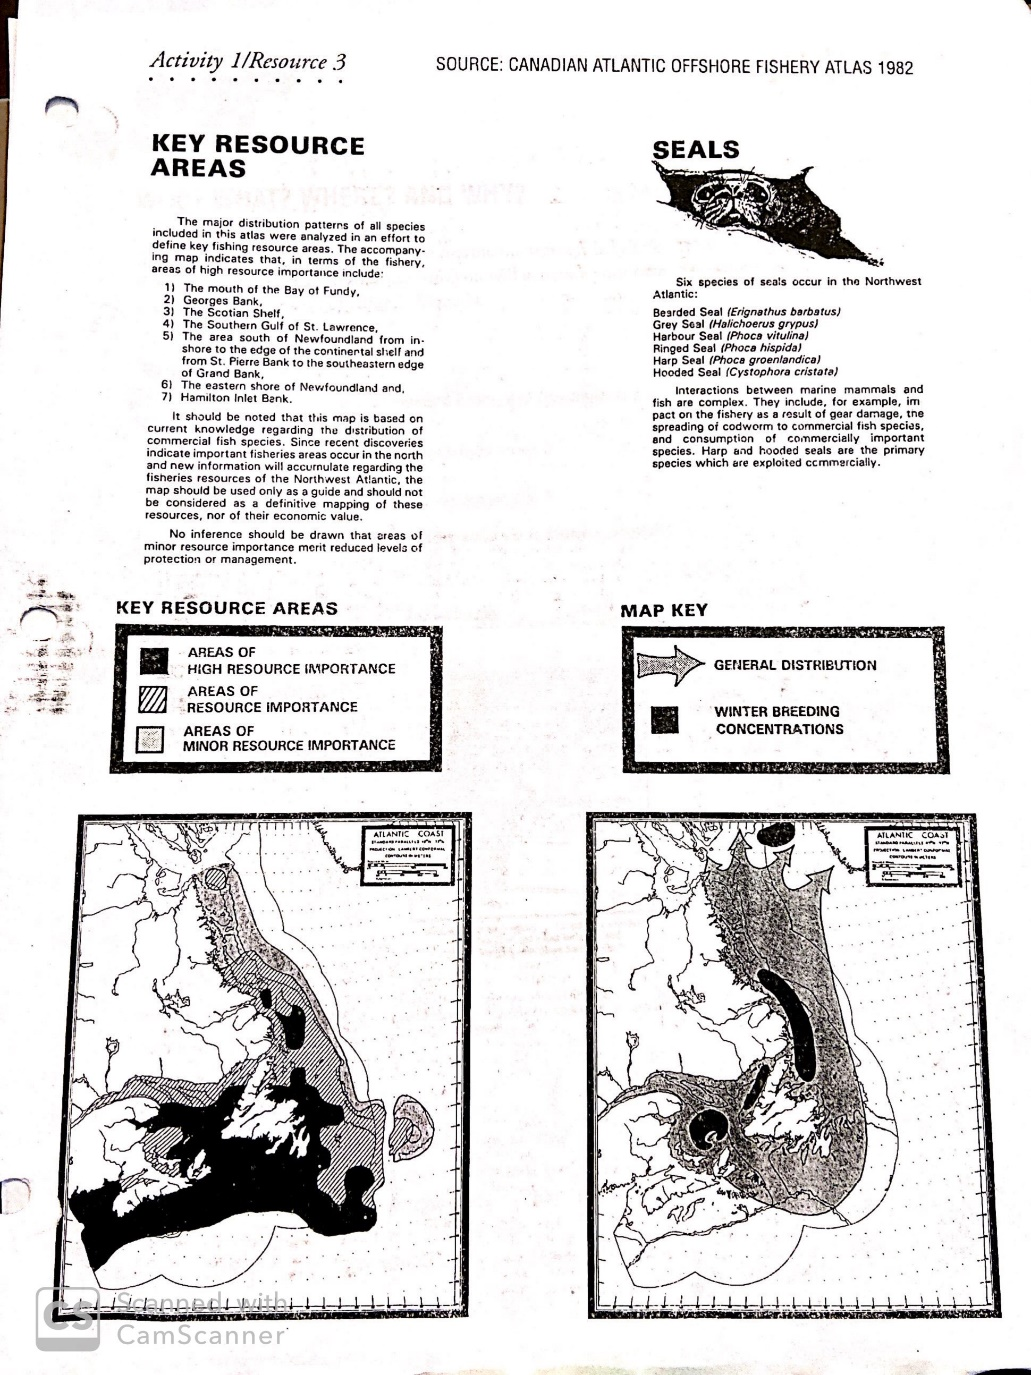 Activity 1/Resource 3
SOURCE: CANADIAN ATLANTIC OFFSHORE FISHERY ATLAS 1982
KEY RESOURCE
AREAS
The major distribution patterns of all species
included in this atlas were analyzed in an effort to
define key fishing resource areas. The accompany-
ing map indicates that, in terms of the fishery,
areas of high resource importance include:
1) The mouth of the Bay of Fundy,
2) Georges Bank,
3) The Scotian Shelf,
4) The Southern Gulf of St. Lawrence,
5) The area south of Newfoundland from in-
shore to the edge of the continental shelf and
from St. Pierre Bank to the southeastern edge
of Grand Bank,
6) The eastern shore of Newfoundland and,
7) Hamilton Inlet Bank.
It should be noted that this map is based on
current knowledge regarding the distribution of
commercial fish species. Since recent discoveries
indicate important fisheries areas occur in the north
and new information will accumulate regarding the
fisheries resources of the Northwest Atlantic, the
map should be used only as a guide and should not
be considered as a definitive mapping of these
resources, nor of their economic value.
No inference should be drawn that areas of
minor resource importance merit reduced levels of
protection or management.
SEALS
Six species of seals occur in the Northwest
Atlantic:
Bearded Seal (Erignathus barbatus)
Grey Seal (Halichoerus grypus)
Harbour Seal (Phoca vitulina)
Ringed Seal (Phoca hispida)
Harp Seal (Phoca groenlandica)
Hooded Seal (Cystophora cristata)
Interactions between marine mammals and
fish are complex. They include, for example, im
pact on the fishery as a result of gear damage, tne
spreading of codworm to commercial fish species,
and consumption of commercially important
species. Harp and hooded seals are the primary
species which are exploited commercially.
KEY RESOURCE AREAS
AREAS OF
HIGH RESOURCE IMPORTANCE
AREAS OF
RESOURCE IMPORTANCE
AREAS OF
MINOR RESOURCE IMPORTANCE
MAP KEY
GENERAL DISTRIBUTION
WINTER BREEDING
CONCENTRATIONS
ATLANTIC COAST
ATLANTIC COAST
CS Scanned with
CamScanner